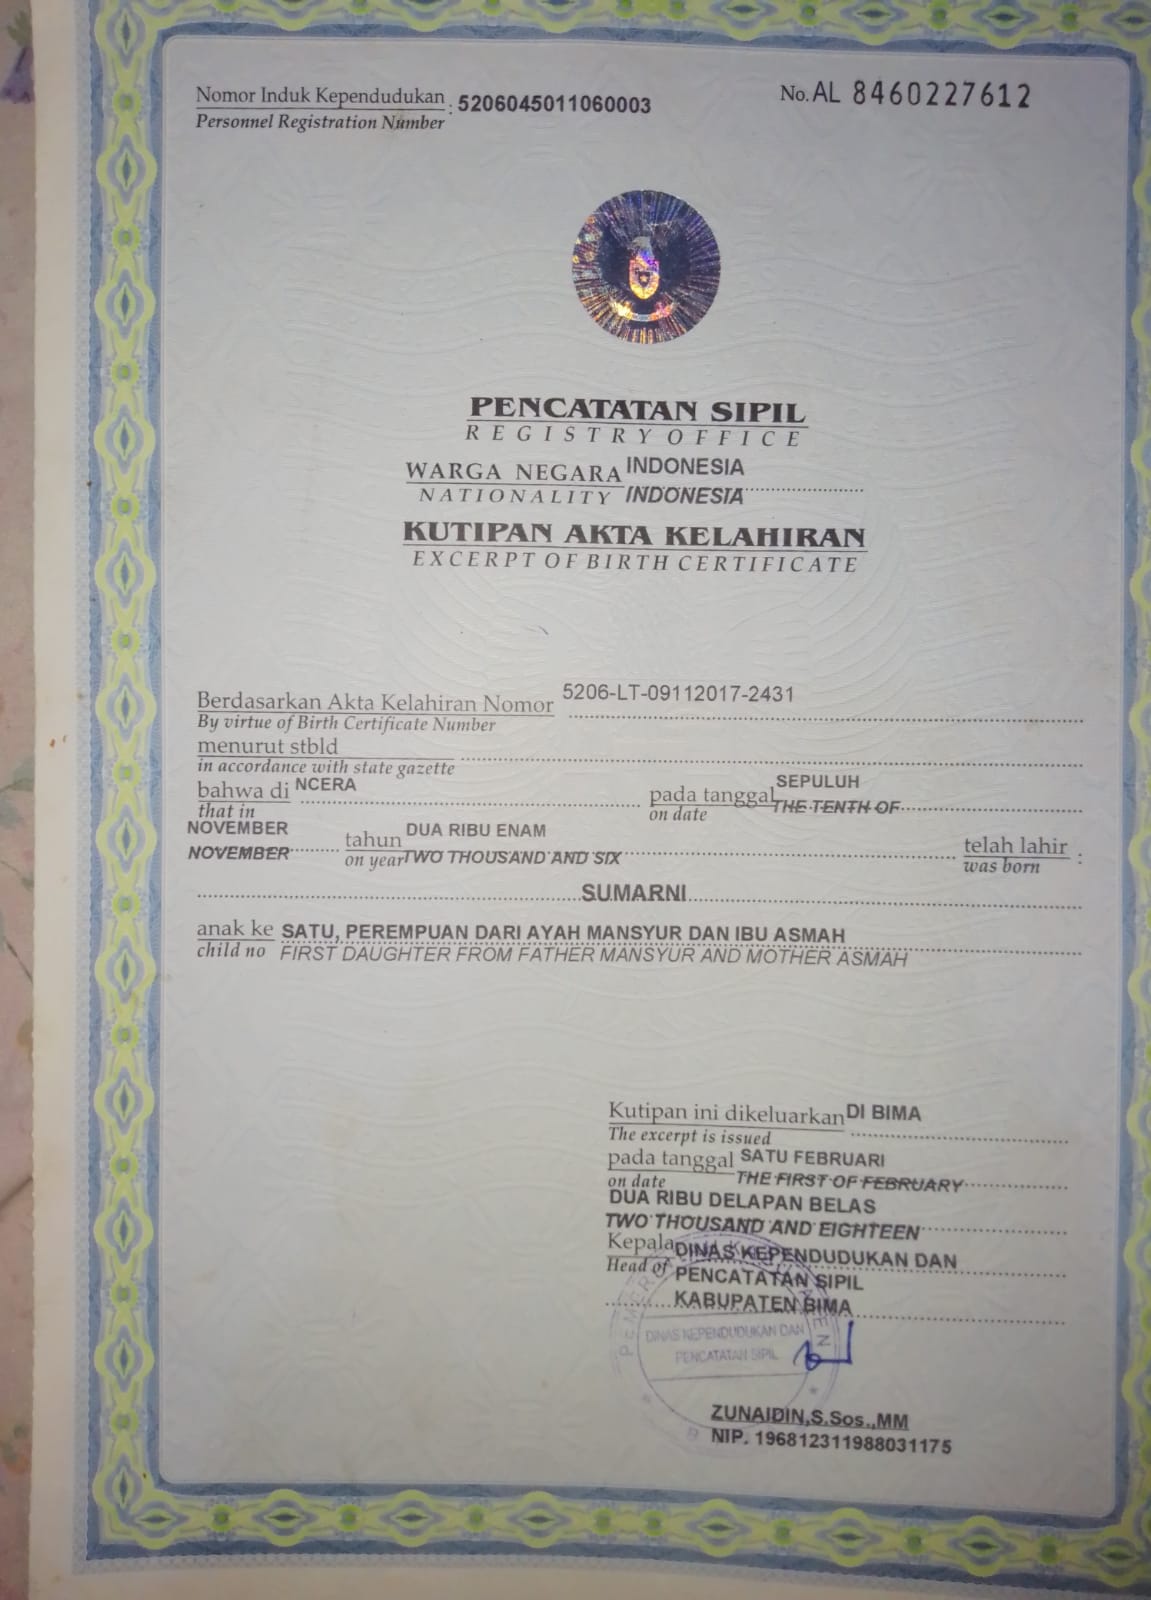 Nomor Induk Kependudukan : 5206045011060003
Personnel Registration Number
No. AL 8460227612
PENCATATAN SIPIL
REGISTRY OFFICE
WARGA NEGARA INDONESIA
NATIONALITY INDONESIA
KUTIPAN AKTA KELAHIRAN
EXCERPT OF BIRTH CERTIFICATE
Berdasarkan Akta Kelahiran Nomor 5206-LT-09112017-2431
By virtue of Birth Certificate Number
menurut stbld
in accordance with state gazette
bahwa di NCERA pada tanggal SEPULUH
that in on date THE TENTH OF
NOVEMBER tahun DUA RIBU ENAM telah lahir :
NOVEMBER on year TWO THOUSAND AND SIX was born
SUMARNI
anak ke SATU, PEREMPUAN DARI AYAH MANSYUR DAN IBU ASMAH
child no FIRST DAUGHTER FROM FATHER MANSYUR AND MOTHER ASMAH
Kutipan ini dikeluarkan DI BIMA
The excerpt is issued
pada tanggal SATU FEBRUARI
on date THE FIRST OF FEBRUARY
DUA RIBU DELAPAN BELAS
TWO THOUSAND AND EIGHTEEN
Kepala DINAS KEPENDUDUKAN DAN
Head of PENCATATAN SIPIL
KABUPATEN BIMA
DINAS KEPENDUDUKAN DAN
PENCATATAN SIPIL
ZUNAIDIN,S.Sos.,MM
NIP. 196812311988031175